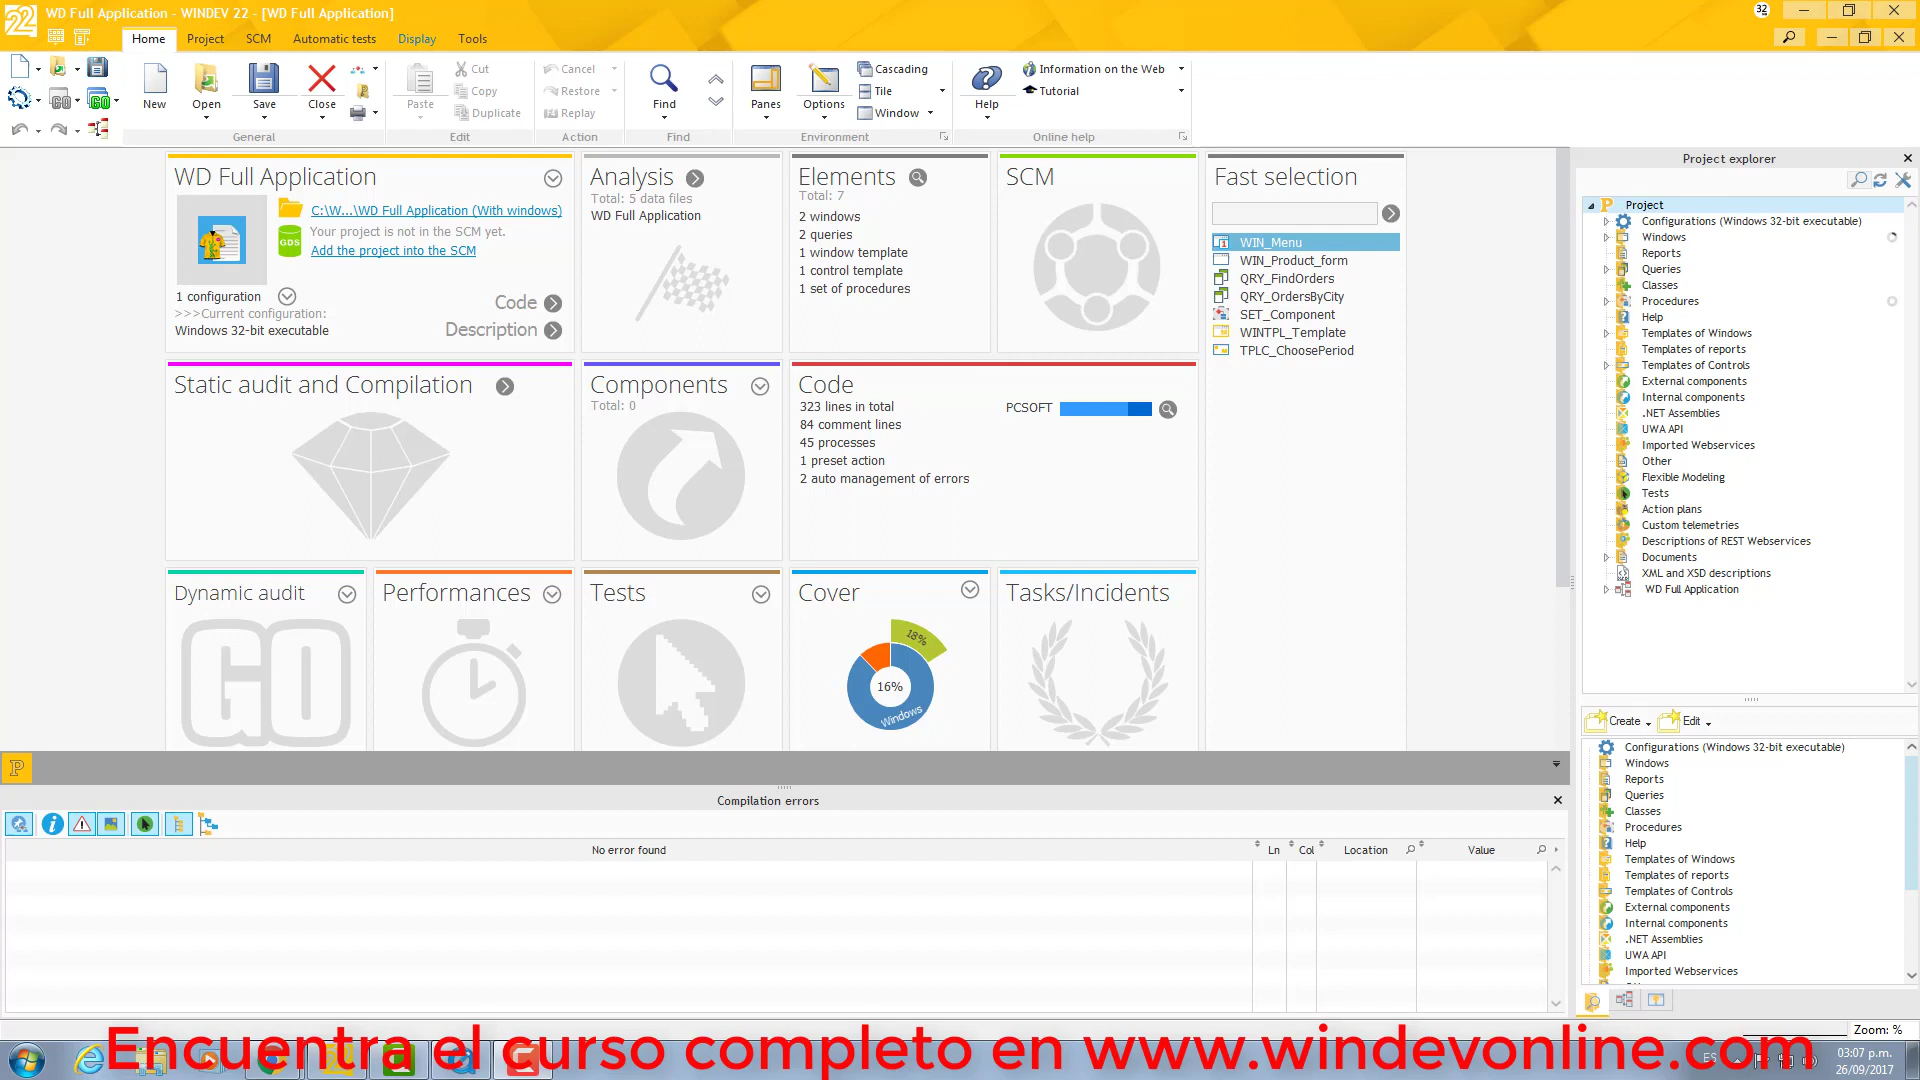 22
WD Full Application - WINDEV 22 - [WD Full Application]
32
Home
Project
SCM
Automatic tests
Display
Tools
New
Open
Save
Close
General
Paste
Cut
Copy
Duplicate
Edit
Cancel
Restore
Replay
Action
Find
Find
Panes
Options
Cascading
Tile
Window
Environment
Help
Information on the Web
Tutorial
Online help
WD Full Application
C:\W...\WD Full Application (With windows)
GDS
Your project is not in the SCM yet.
Add the project into the SCM
1 configuration
>>>Current configuration:
Windows 32-bit executable
Code
Description
Analysis
Total: 5 data files
WD Full Application
Elements
Total: 7
2 windows
2 queries
1 window template
1 control template
1 set of procedures
SCM
Fast selection
WIN_Menu
WIN_Product_form
QRY_FindOrders
QRY_OrdersByCity
SET_Component
WINTPL_Template
TPLC_ChoosePeriod
Static audit and Compilation
Components
Total: 0
Code
323 lines in total
84 comment lines
45 processes
1 preset action
2 auto management of errors
PCSOFT
Dynamic audit
GO
Performances
Tests
Cover
18%
16%
Windows
Tasks/Incidents
Project explorer
Project
Configurations (Windows 32-bit executable)
Windows
Reports
Queries
Classes
Procedures
Help
Templates of Windows
Templates of reports
Templates of Controls
External components
Internal components
.NET Assemblies
UWA API
Imported Webservices
Other
Flexible Modeling
Tests
Action plans
Custom telemetries
Descriptions of REST Webservices
Documents
XML and XSD descriptions
WD Full Application
Create
Edit
Configurations (Windows 32-bit executable)
Windows
Reports
Queries
Classes
Procedures
Help
Templates of Windows
Templates of reports
Templates of Controls
External components
Internal components
.NET Assemblies
UWA API
Imported Webservices
P
Compilation errors
No error found
Ln
Col
Location
Value
Zoom: %
Encuentra el curso completo en www.windevonline.com
ES
03:07 p.m.
26/09/2017